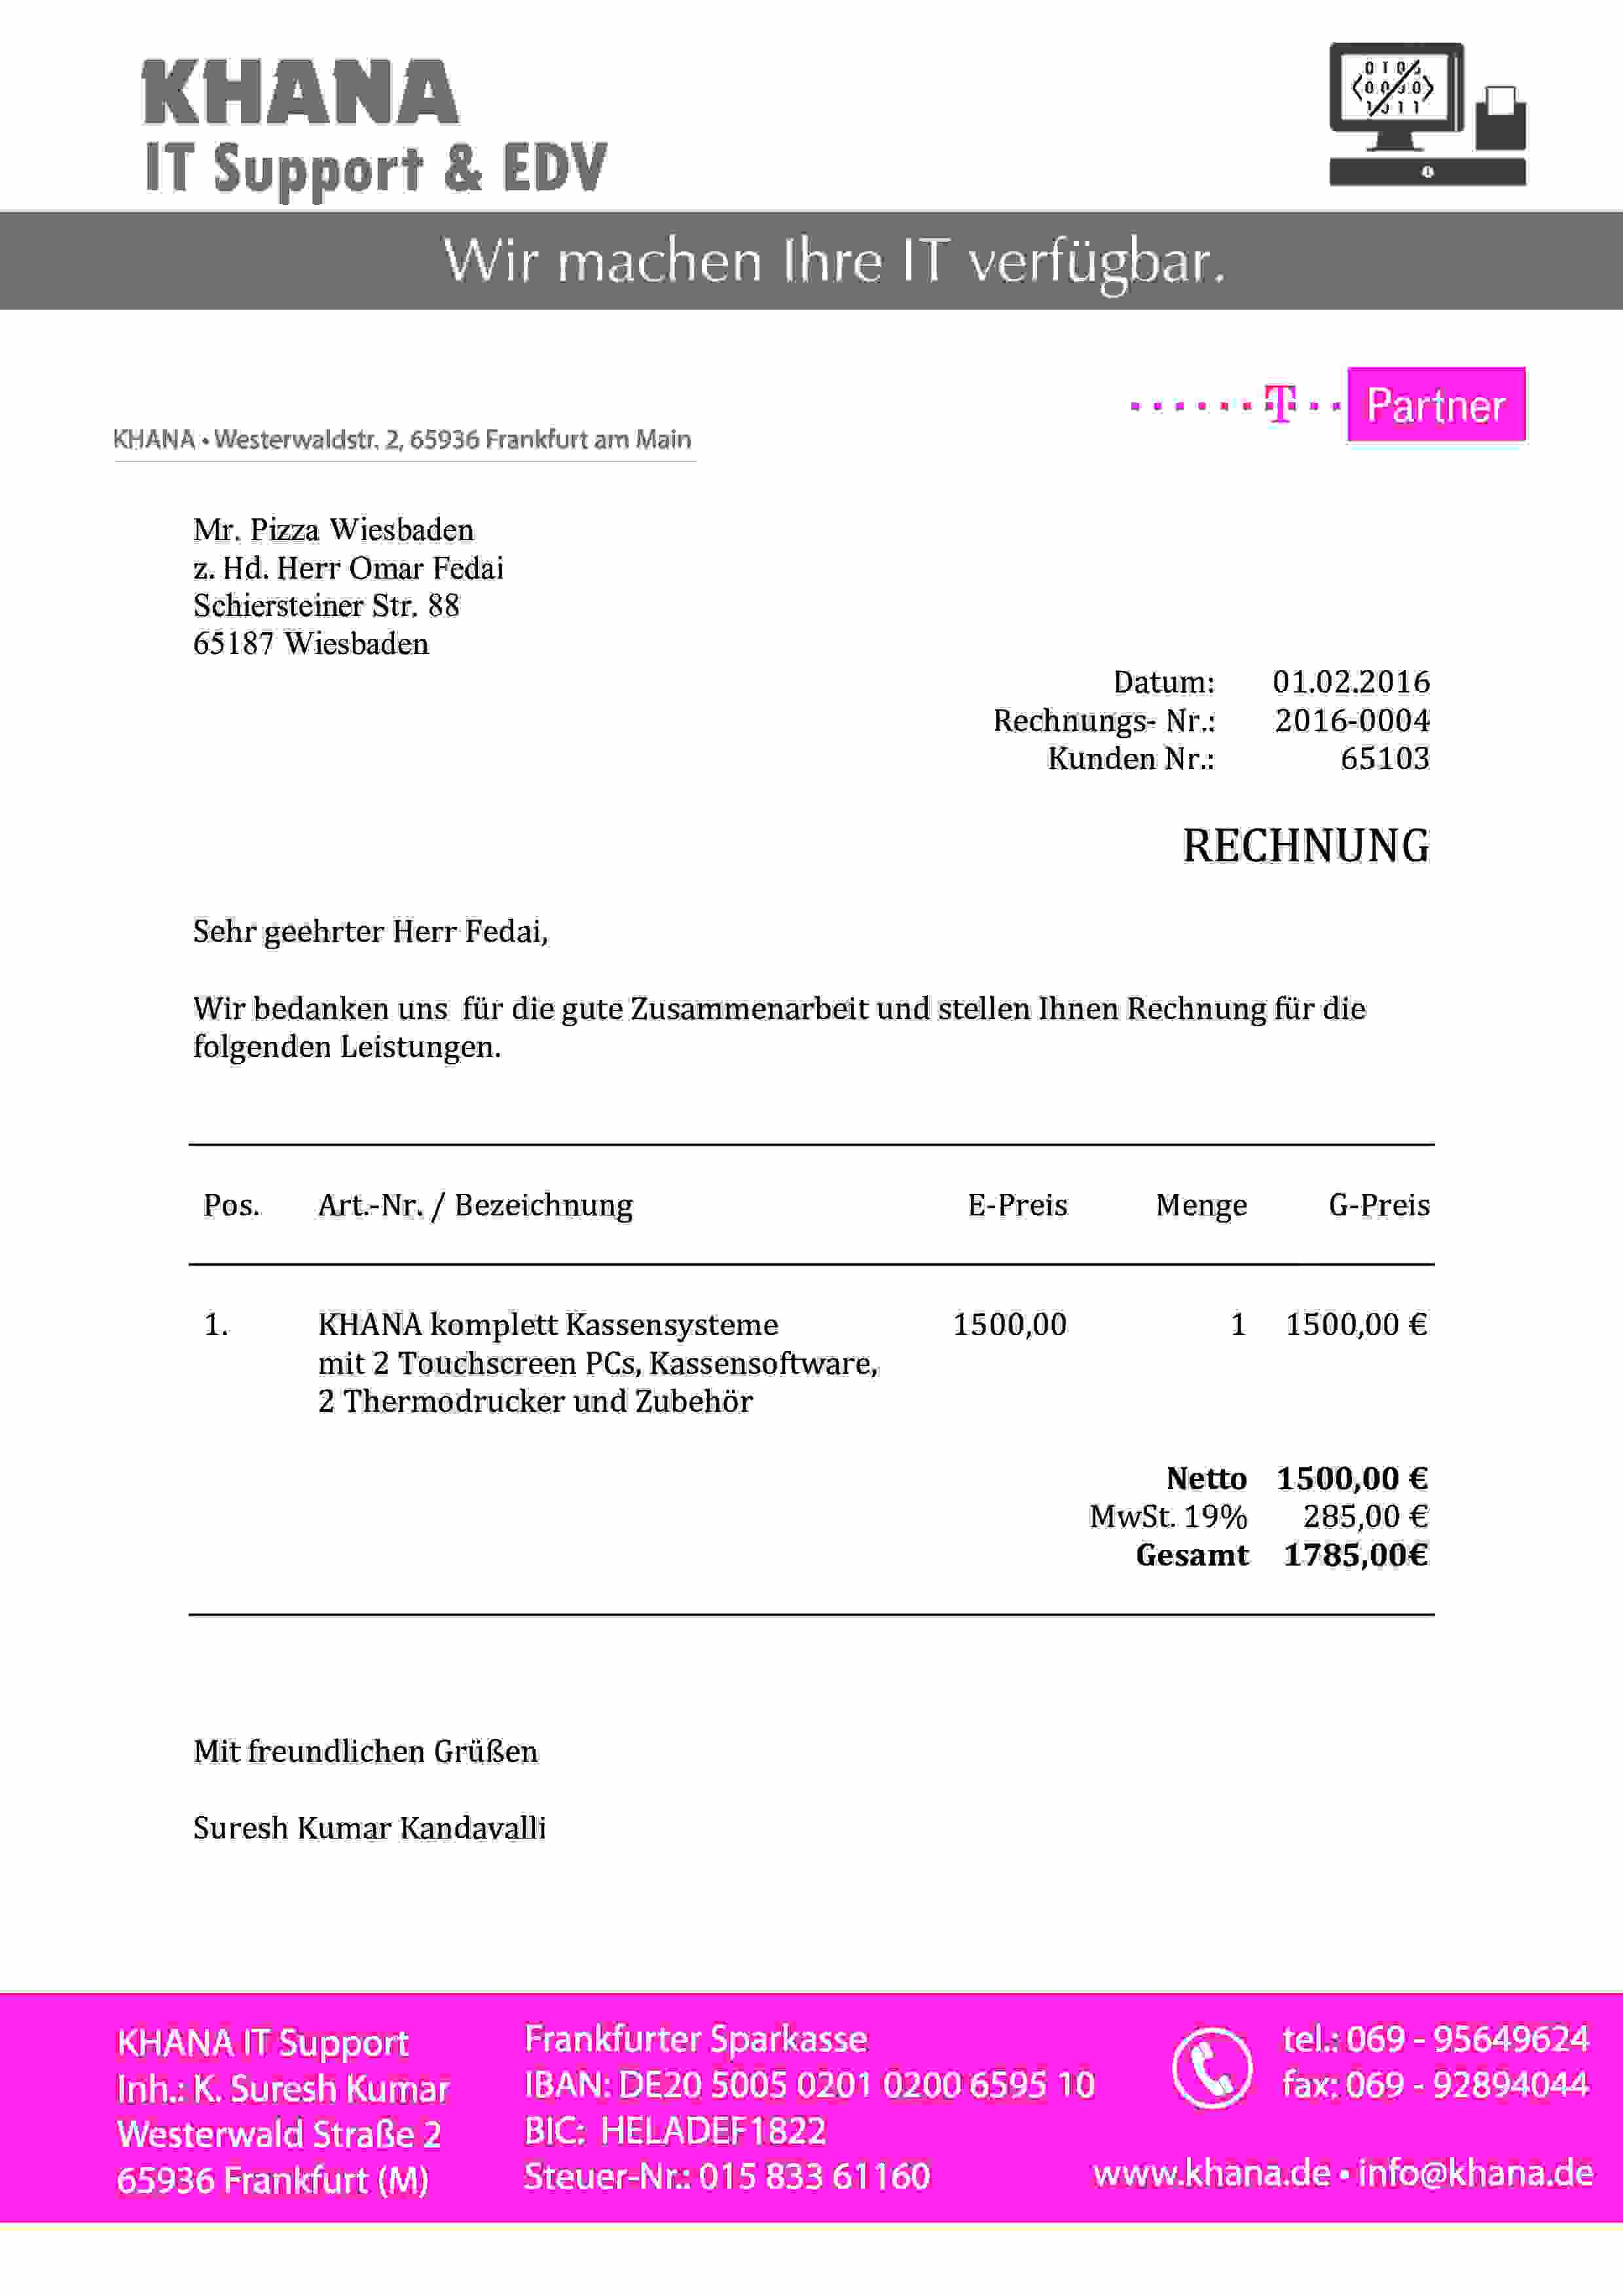 KHANA
IT Support & EDV
Wir machen Ihre IT verfügbar.
T Partner
KHANA • Westerwaldstr. 2, 65936 Frankfurt am Main
Mr. Pizza Wiesbaden
z. Hd. Herr Omar Fedai
Schiersteiner Str. 88
65187 Wiesbaden
Datum: 01.02.2016
Rechnungs- Nr.: 2016-0004
Kunden Nr.: 65103
RECHNUNG
Sehr geehrter Herr Fedai,
Wir bedanken uns für die gute Zusammenarbeit und stellen Ihnen Rechnung für die
folgenden Leistungen.
Pos. Art.-Nr. / Bezeichnung E-Preis Menge G-Preis
1. KHANA komplett Kassensysteme 1500,00 1 1500,00 €
mit 2 Touchscreen PCs, Kassensoftware,
2 Thermodrucker und Zubehör
Netto 1500,00 €
MwSt. 19% 285,00 €
Gesamt 1785,00€
Mit freundlichen Grüßen
Suresh Kumar Kandavalli
KHANA IT Support
Inh.: K. Suresh Kumar
Westerwald Straße 2
65936 Frankfurt (M)
Frankfurter Sparkasse
IBAN: DE20 5005 0201 0200 6595 10
BIC: HELADEF1822
Steuer-Nr.: 015 833 61160
tel.: 069 - 95649624
fax: 069 - 92894044
www.khana.de • info@khana.de